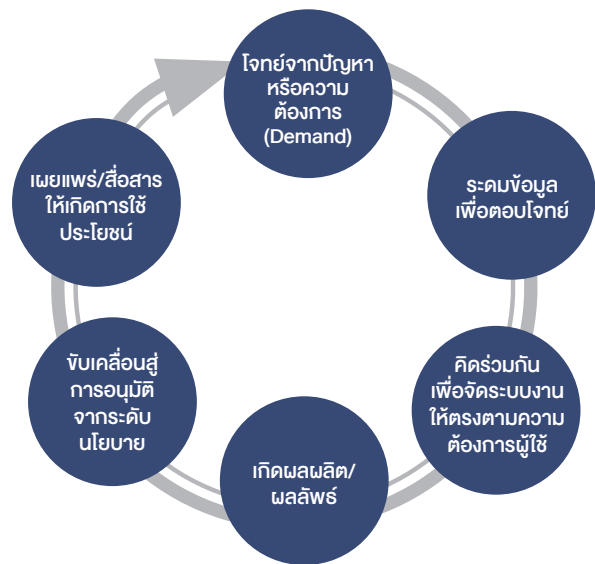 โจทย์จากปัญหา
หรือความ
ต้องการ
(Demand)
ระดมข้อมูล
เพื่อตอบโจทย์
คิดร่วมกัน
เพื่อจัดระบบงาน
ให้ตรงตามความ
ต้องการผู้ใช้
เกิดผลผลิต/
ผลลัพธ์
ขับเคลื่อนสู่
การอนุมัติ
จากระดับ
นโยบาย
เผยแพร่/สื่อสาร
ให้เกิดการใช้
ประโยชน์